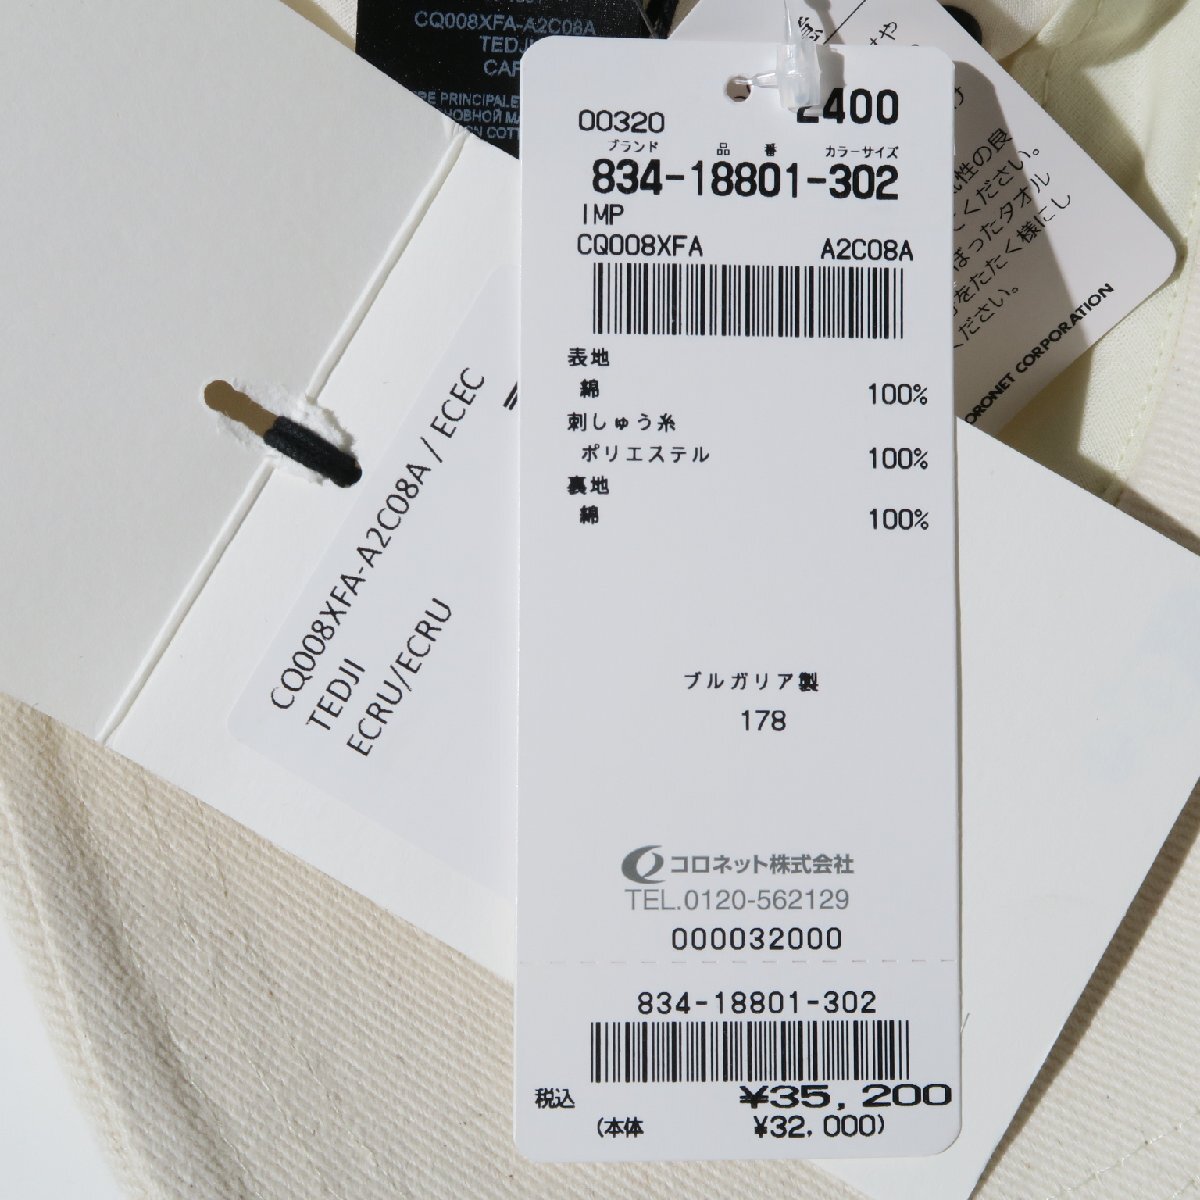 CQ008XFA-A2C08A
RE PRINCIPALE
2400
00320
ブランド 品番 カラーサイズ
834-18801-302
IMP
CQ008XFA A2C08A
表地
綿 100%
刺しゅう糸
ポリエステル 100%
裏地
綿 100%
ブルガリア製
178
コロネット株式会社
TEL.0120-562129
000032000
834-18801-302
税込 ¥35,200
(本体 ¥32,000)
CQ008XFA-A2C08A / ECEC
TEDJI
ECRU/ECRU
気性の良
ください。
ぼったタオル
をたたく様にし
ください。
ORONET CORPORATION